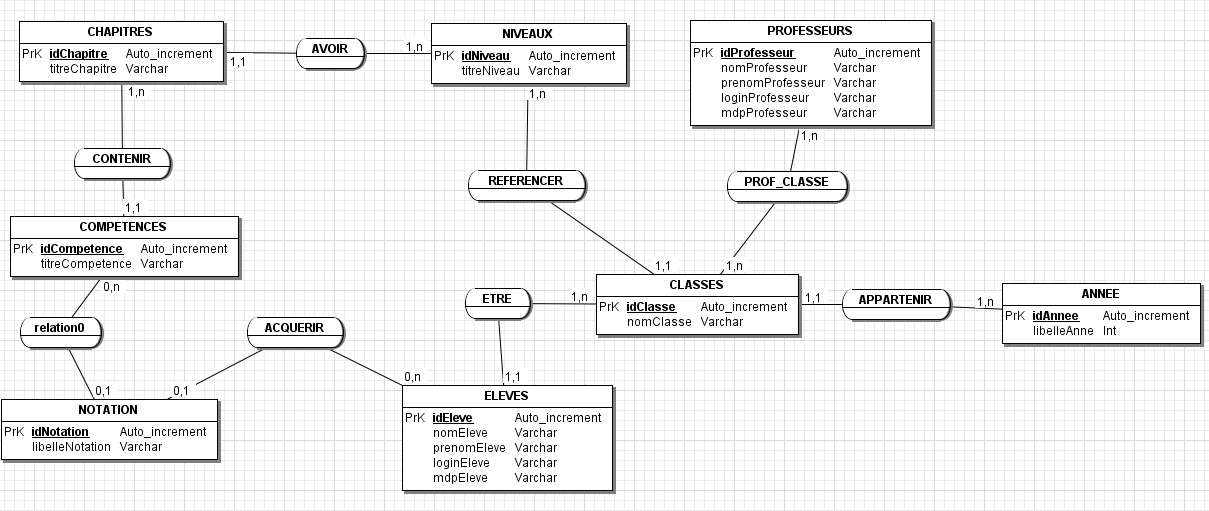 CHAPITRES
PrK idChapitre Auto_increment
titreChapitre Varchar
1,1
AVOIR
1,n
NIVEAUX
PrK idNiveau Auto_increment
titreNiveau Varchar
PROFESSEURS
PrK idProfesseur Auto_increment
nomProfesseur Varchar
prenomProfesseur Varchar
loginProfesseur Varchar
mdpProfesseur Varchar
1,n
1,n
1,n
CONTENIR
REFERENCER
PROF_CLASSE
1,1
COMPETENCES
PrK idCompetence Auto_increment
titreCompetence Varchar
0,n
1,1
1,n
CLASSES
PrK idClasse Auto_increment
nomClasse Varchar
ETRE
1,n
1,1
APPARTENIR
1,n
ANNEE
PrK idAnnee Auto_increment
libelleAnne Int
relation0
ACQUERIR
0,1
0,1
0,n
1,1
NOTATION
PrK idNotation Auto_increment
libelleNotation Varchar
ELEVES
PrK idEleve Auto_increment
nomEleve Varchar
prenomEleve Varchar
loginEleve Varchar
mdpEleve Varchar